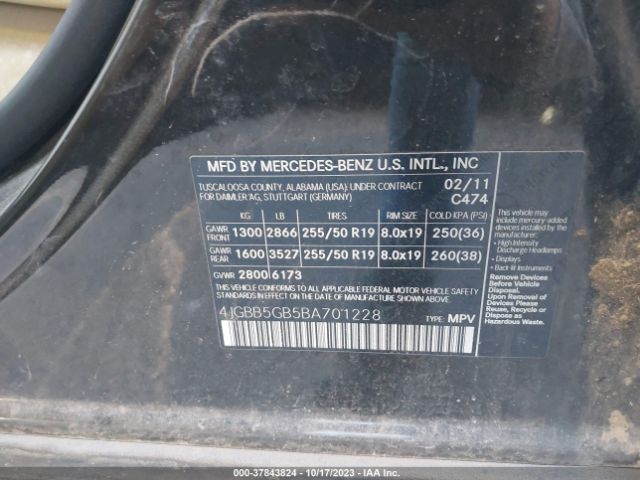 MFD BY MERCEDES-BENZ U.S. INTL., INC
TUSCALOOSA COUNTY, ALABAMA (USA) UNDER CONTRACT 02/11
FOR DAIMLER AG, STUTTGART (GERMANY) C474
KG LB TIRES RIM SIZE COLD KPA (PSI)
GAWR FRONT 1300 2866 255/50 R19 8.0x19 250(36)
GAWR REAR 1600 3527 255/50 R19 8.0x19 260(38)
GVWR 2800 6173
THIS VEHICLE CONFORMS TO ALL APPLICABLE FEDERAL MOTOR VEHICLE SAFETY
STANDARDS IN EFFECT ON THE DATE OF MANUFACTURE SHOWN ABOVE.
4JGBB5GB5BA701228 TYPE: MPV
This vehicle may
include mercury-added
devices installed by the
manufacturer:
• High Intensity
Discharge Headlamps
• Displays
• Back-lit Instruments
Remove Devices Before
Vehicle Disposal.
Upon Removal of
Devices Please
Reuse, Recycle or
Dispose as
Hazardous Waste.
000-37843824 | 10/17/2023 | IAA Inc.